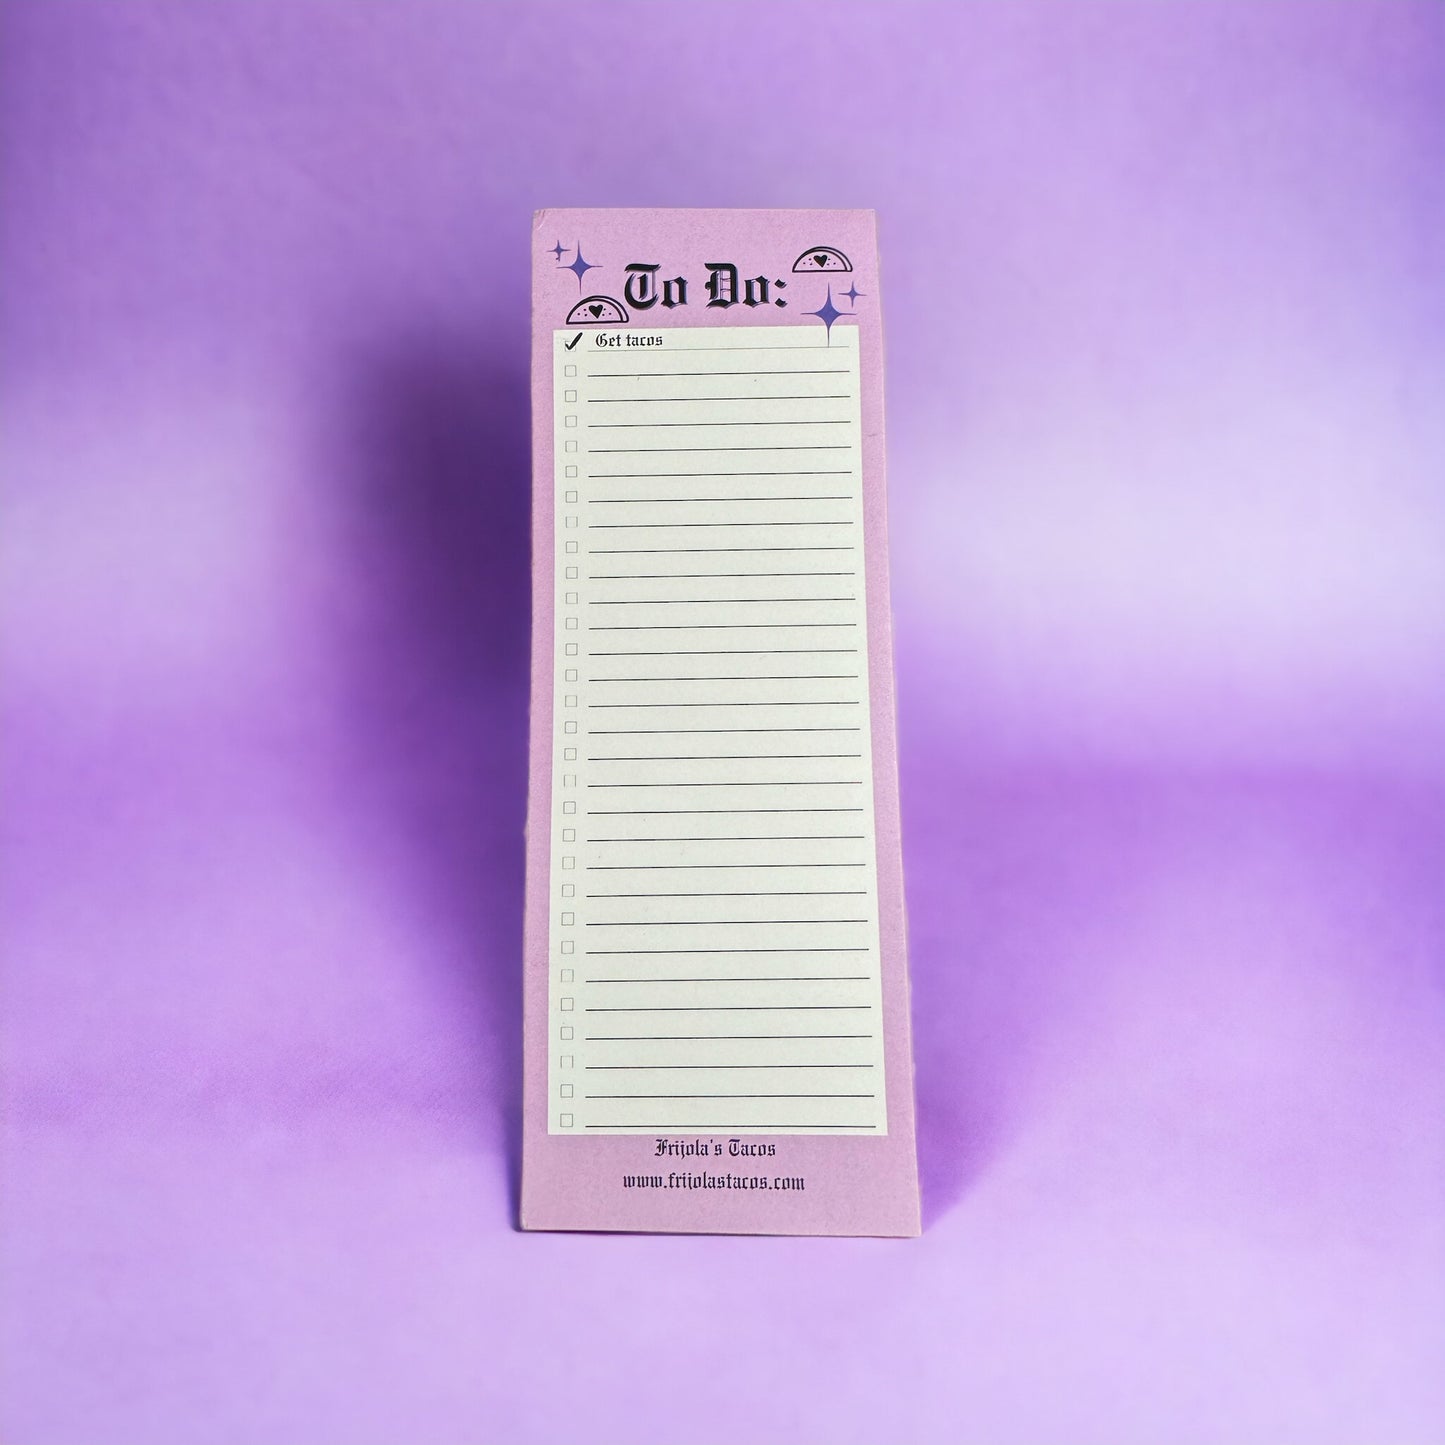 To Do:
Get tacos
Frijola's Tacos
www.frijolastacos.com